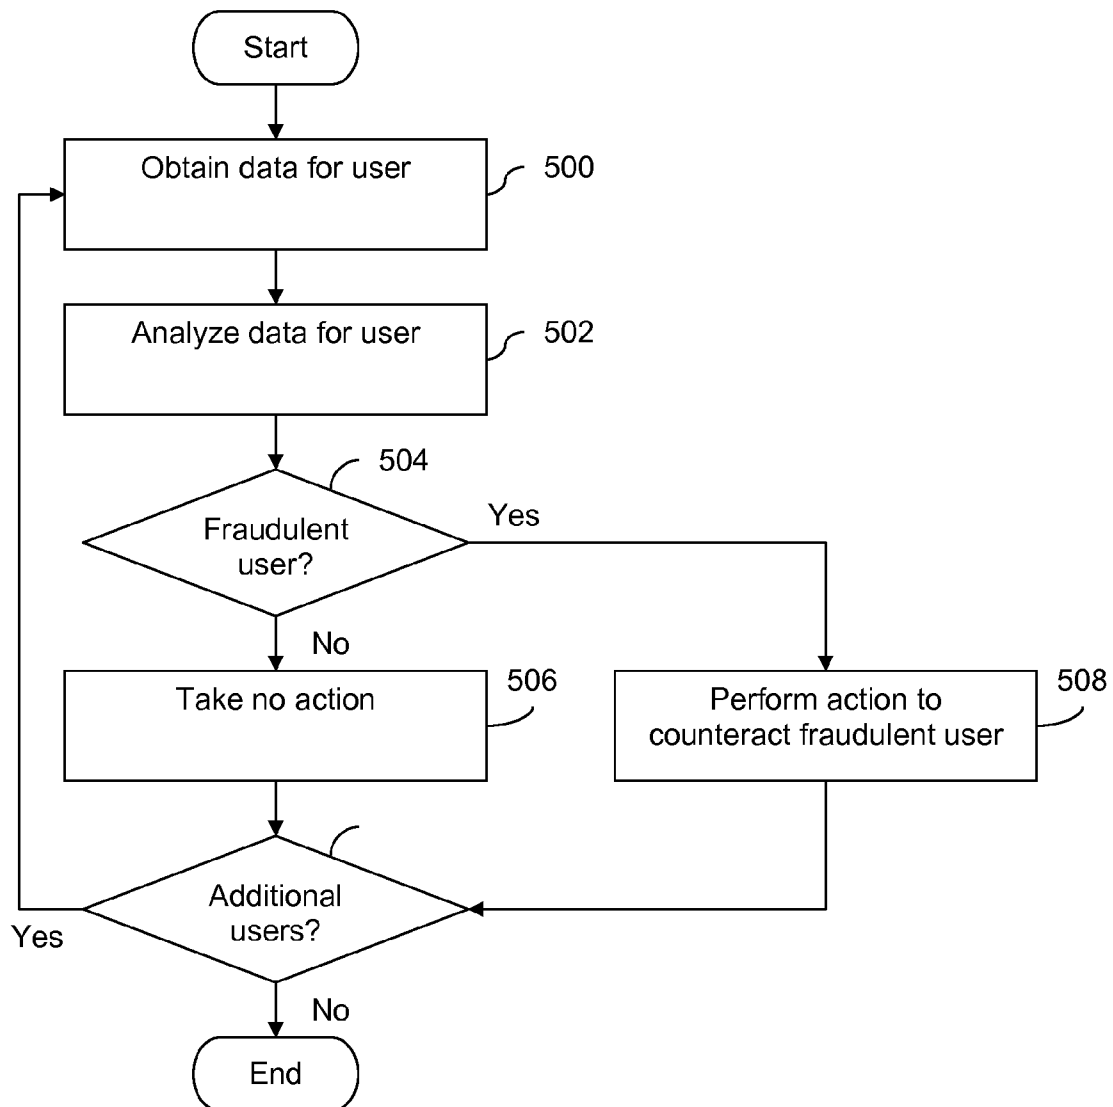 Start
Obtain data for user
500
Analyze data for user
502
504
Fraudulent
user?
Yes
No
Take no action
506
Perform action to
counteract fraudulent user
508
Additional
users?
Yes
No
End